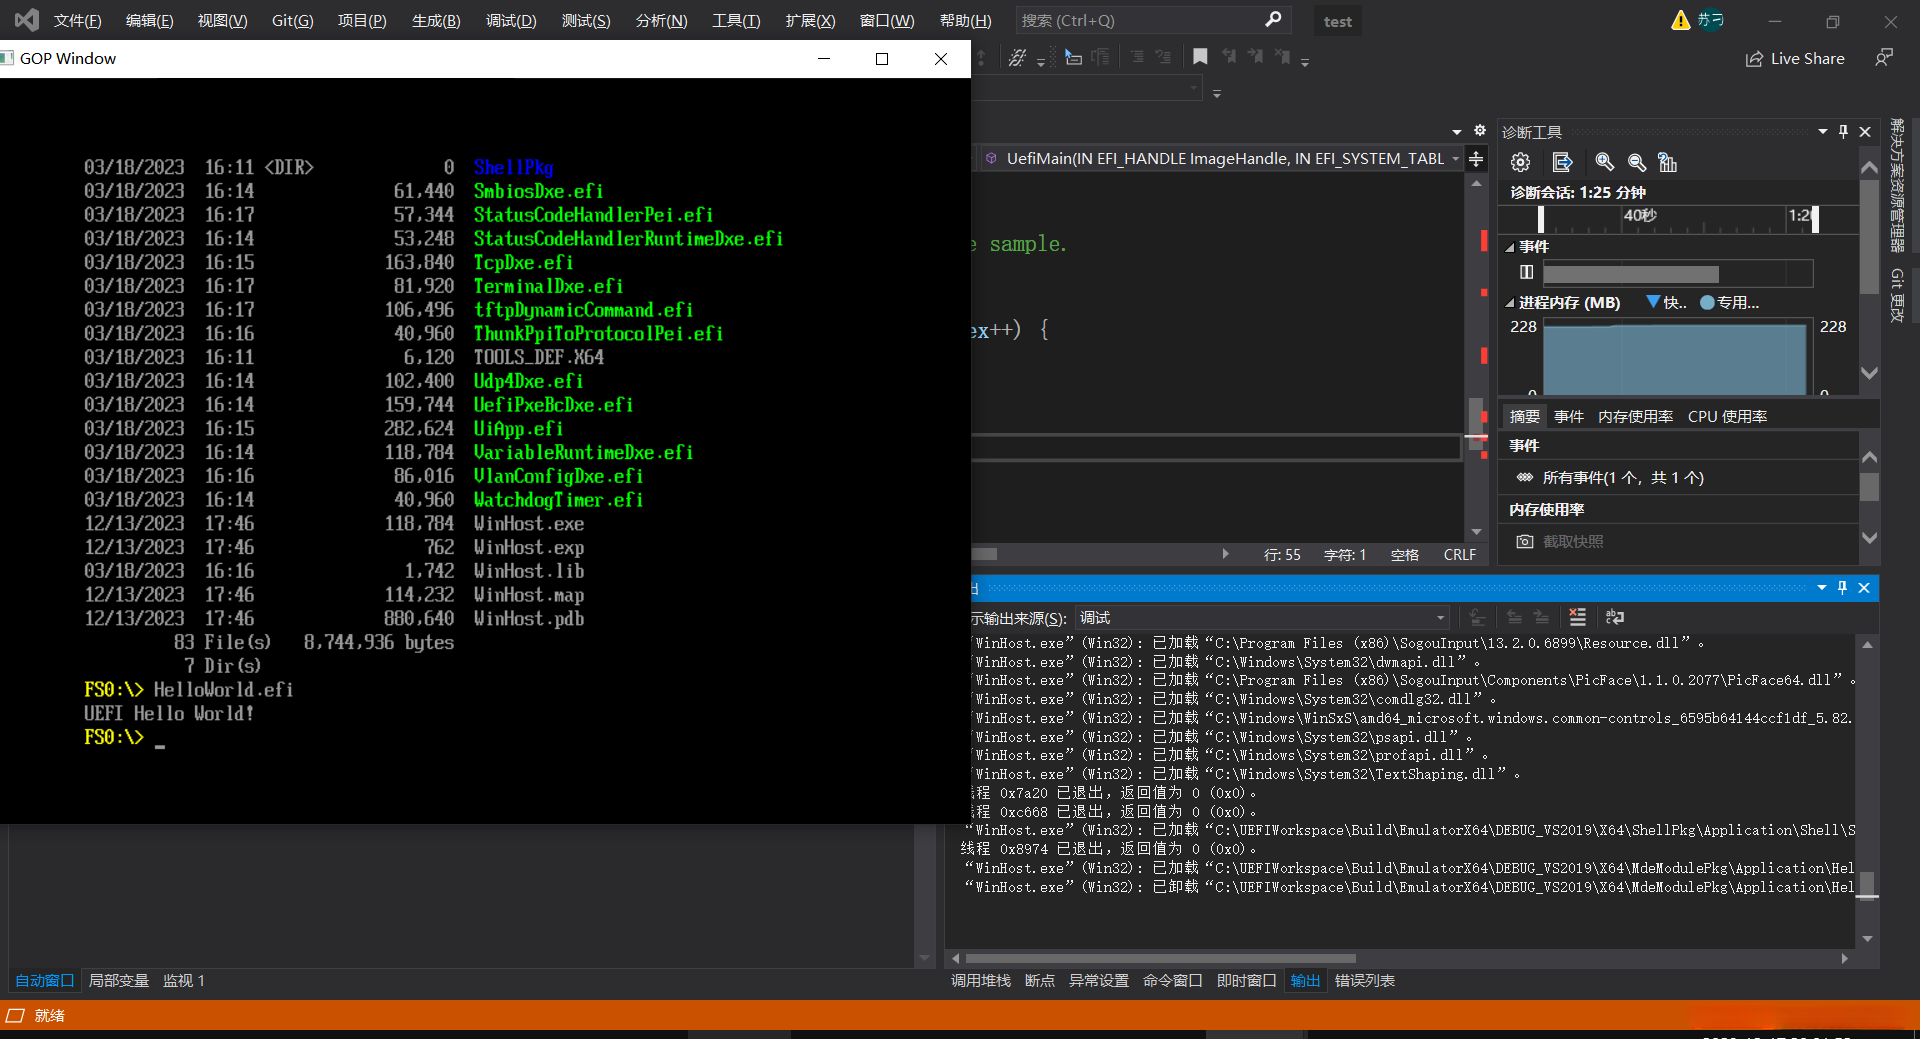 文件(F) 编辑(E) 视图(V) Git(G) 项目(P) 生成(B) 调试(D) 测试(S) 分析(N) 工具(T) 扩展(X) 窗口(W) 帮助(H) 搜索 (Ctrl+Q) test 苏刁
GOP Window
Live Share
03/18/2023 16:11 <DIR> 0 ShellPkg
03/18/2023 16:14 61,440 SmbiosDxe.efi
03/18/2023 16:17 57,344 StatusCodeHandlerPei.efi
03/18/2023 16:14 53,248 StatusCodeHandlerRuntimeDxe.efi
03/18/2023 16:15 163,840 TcpDxe.efi
03/18/2023 16:17 81,920 TerminalDxe.efi
03/18/2023 16:17 106,496 tftpDynamicCommand.efi
03/18/2023 16:16 40,960 ThunkPpiToProtocolPei.efi
03/18/2023 16:11 6,120 TOOLS_DEF.X64
03/18/2023 16:14 102,400 Udp4Dxe.efi
03/18/2023 16:14 159,744 UefiPxeBcDxe.efi
03/18/2023 16:15 282,624 UiApp.efi
03/18/2023 16:14 118,784 VariableRuntimeDxe.efi
03/18/2023 16:16 86,016 VlanConfigDxe.efi
03/18/2023 16:14 40,960 WatchdogTimer.efi
12/13/2023 17:46 118,784 WinHost.exe
12/13/2023 17:46 762 WinHost.exp
03/18/2023 16:16 1,742 WinHost.lib
12/13/2023 17:46 114,232 WinHost.map
12/13/2023 17:46 880,640 WinHost.pdb
83 File(s) 8,744,936 bytes
7 Dir(s)
FS0:\> HelloWorld.efi
UEFI Hello World!
FS0:\> _
UefiMain(IN EFI_HANDLE ImageHandle, IN EFI_SYSTEM_TABL
e sample.
ex++) {
行: 55 字符: 1 空格 CRLF
诊断工具
诊断会话: 1:25 分钟
40秒 1:2
事件
进程内存 (MB) 快.. 专用...
228 228
0 0
摘要 事件 内存使用率 CPU 使用率
事件
所有事件(1 个，共 1 个)
内存使用率
截取快照
解决方案资源管理器
Git 更改
出
示输出来源(S): 调试
“WinHost.exe”(Win32): 已加载“C:\Program Files (x86)\SogouInput\13.2.0.6899\Resource.dll”。
“WinHost.exe”(Win32): 已加载“C:\Windows\System32\dwmapi.dll”。
“WinHost.exe”(Win32): 已加载“C:\Program Files (x86)\SogouInput\Components\PicFace\1.1.0.2077\PicFace64.dll”。
“WinHost.exe”(Win32): 已加载“C:\Windows\System32\comdlg32.dll”。
“WinHost.exe”(Win32): 已加载“C:\Windows\WinSxS\amd64_microsoft.windows.common-controls_6595b64144ccf1df_5.82.
“WinHost.exe”(Win32): 已加载“C:\Windows\System32\psapi.dll”。
“WinHost.exe”(Win32): 已加载“C:\Windows\System32\profapi.dll”。
“WinHost.exe”(Win32): 已加载“C:\Windows\System32\TextShaping.dll”。
程 0x7a20 已退出，返回值为 0 (0x0)。
程 0xc668 已退出，返回值为 0 (0x0)。
“WinHost.exe”(Win32): 已加载“C:\UEFIWorkspace\Build\EmulatorX64\DEBUG_VS2019\X64\ShellPkg\Application\Shell\S
线程 0x8974 已退出，返回值为 0 (0x0)。
“WinHost.exe”(Win32): 已加载“C:\UEFIWorkspace\Build\EmulatorX64\DEBUG_VS2019\X64\MdeModulePkg\Application\Hel
“WinHost.exe”(Win32): 已卸载“C:\UEFIWorkspace\Build\EmulatorX64\DEBUG_VS2019\X64\MdeModulePkg\Application\Hel
自动窗口 局部变量 监视 1
调用堆栈 断点 异常设置 命令窗口 即时窗口 输出 错误列表
就绪